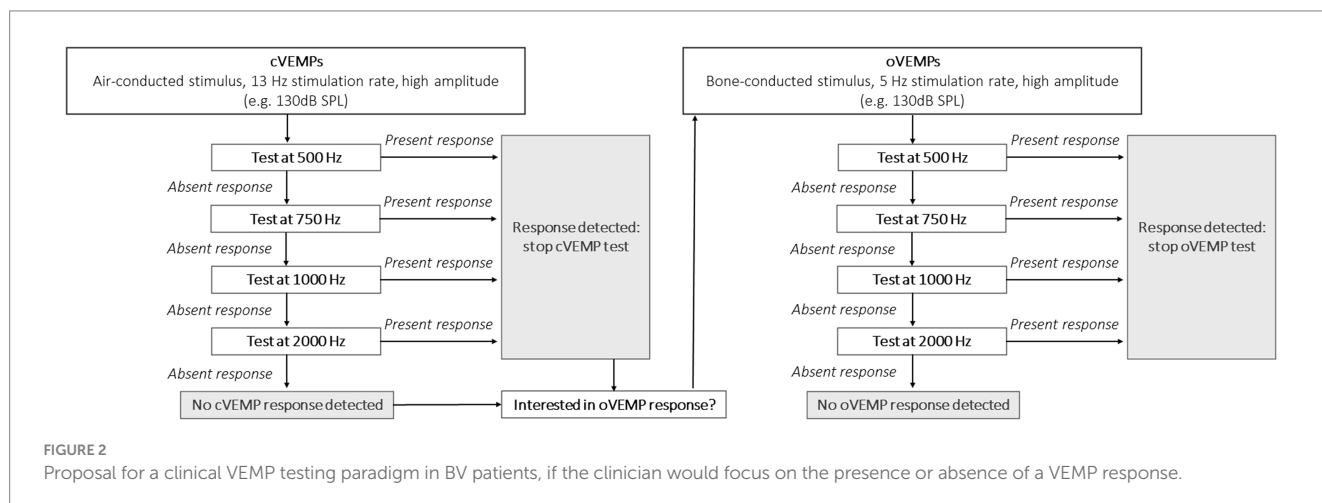 cVEMPs
Air-conducted stimulus, 13 Hz stimulation rate, high amplitude
(e.g. 130dB SPL)
Test at 500 Hz
Present response
Absent response
Test at 750 Hz
Present response
Absent response
Test at 1000 Hz
Present response
Absent response
Test at 2000 Hz
Present response
Absent response
No cVEMP response detected
Response detected:
stop cVEMP test
Interested in oVEMP response?
oVEMPs
Bone-conducted stimulus, 5 Hz stimulation rate, high amplitude
(e.g. 130dB SPL)
Test at 500 Hz
Present response
Absent response
Test at 750 Hz
Present response
Absent response
Test at 1000 Hz
Present response
Absent response
Test at 2000 Hz
Present response
Absent response
No oVEMP response detected
Response detected:
stop oVEMP test
FIGURE 2
Proposal for a clinical VEMP testing paradigm in BV patients, if the clinician would focus on the presence or absence of a VEMP response.